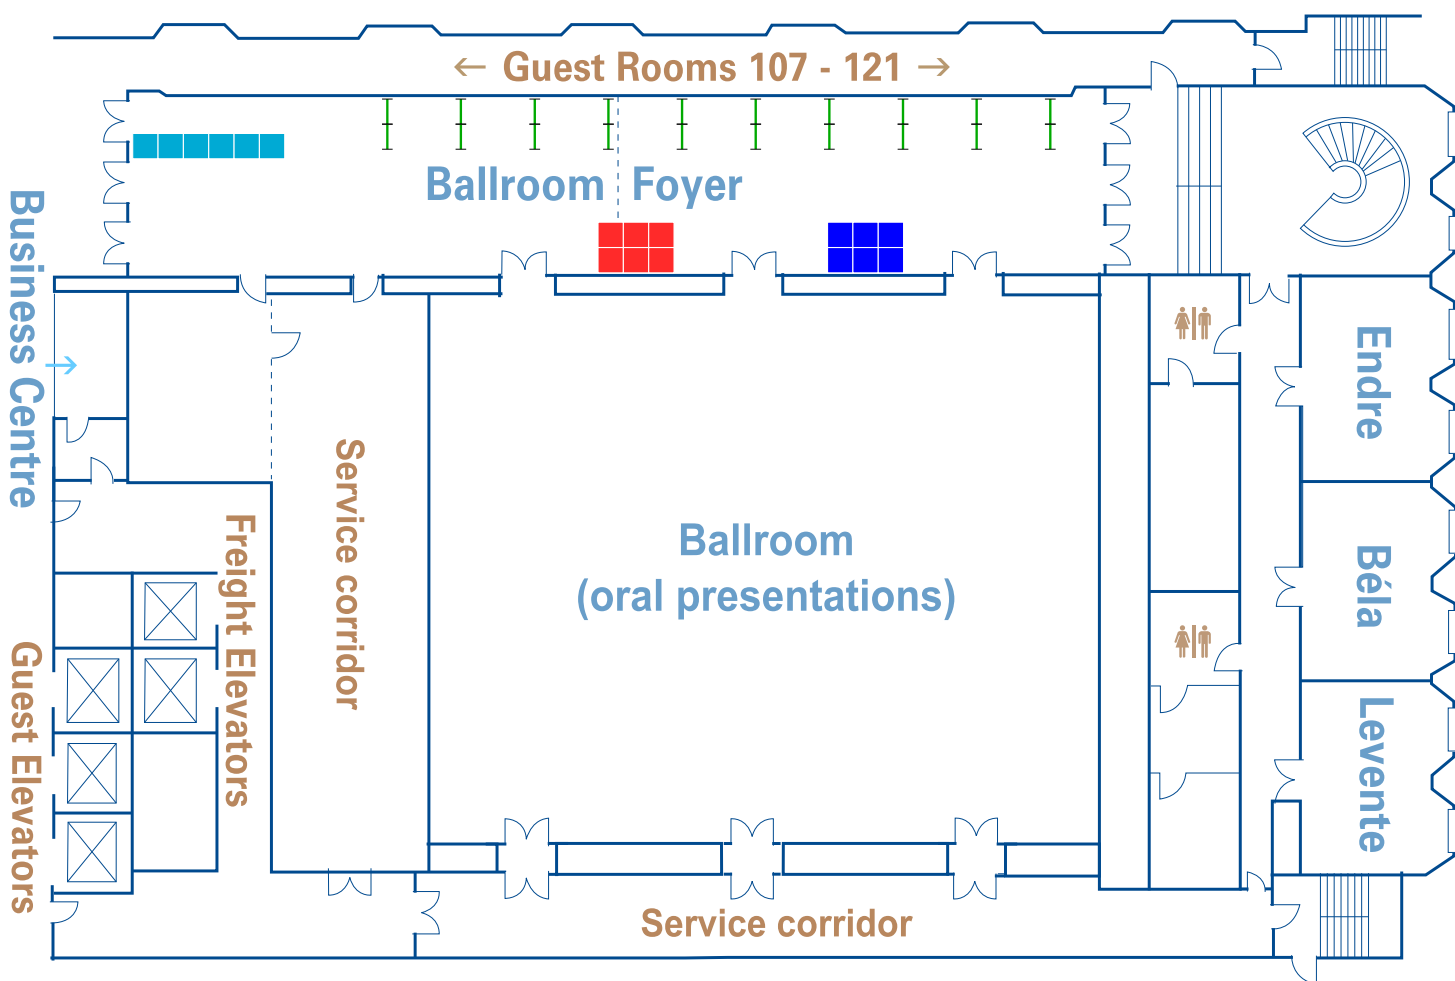 ← Guest Rooms 107 - 121 →
Ballroom Foyer
Business Centre
→
Endre
Service corridor
Freight Elevators
Ballroom
(oral presentations)
Béla
Guest Elevators
Levente
Service corridor